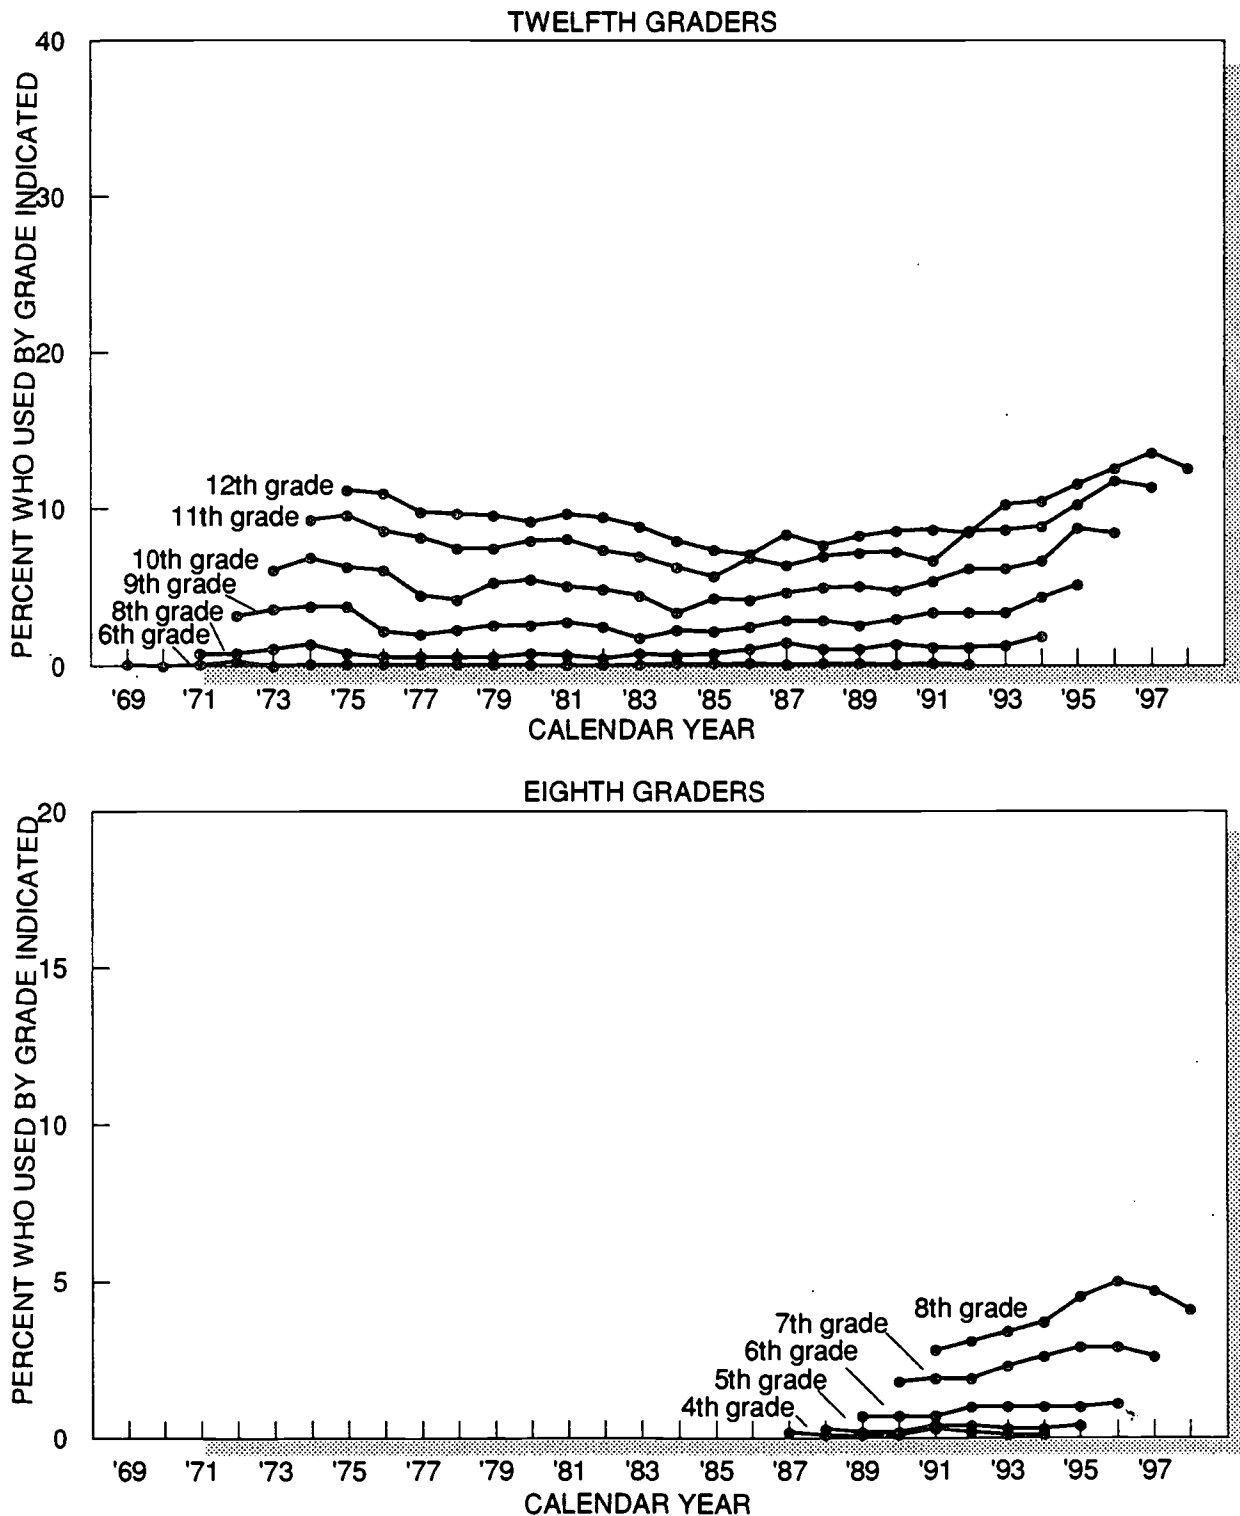 TWELFTH GRADERS
PERCENT WHO USED BY GRADE INDICATED
40
30
20
10
0
12th grade
11th grade
10th grade
9th grade
8th grade
6th grade
'69 '71 '73 '75 '77 '79 '81 '83 '85 '87 '89 '91 '93 '95 '97
CALENDAR YEAR
EIGHTH GRADERS
PERCENT WHO USED BY GRADE INDICATED
20
15
10
5
0
8th grade
7th grade
6th grade
5th grade
4th grade
'69 '71 '73 '75 '77 '79 '81 '83 '85 '87 '89 '91 '93 '95 '97
CALENDAR YEAR